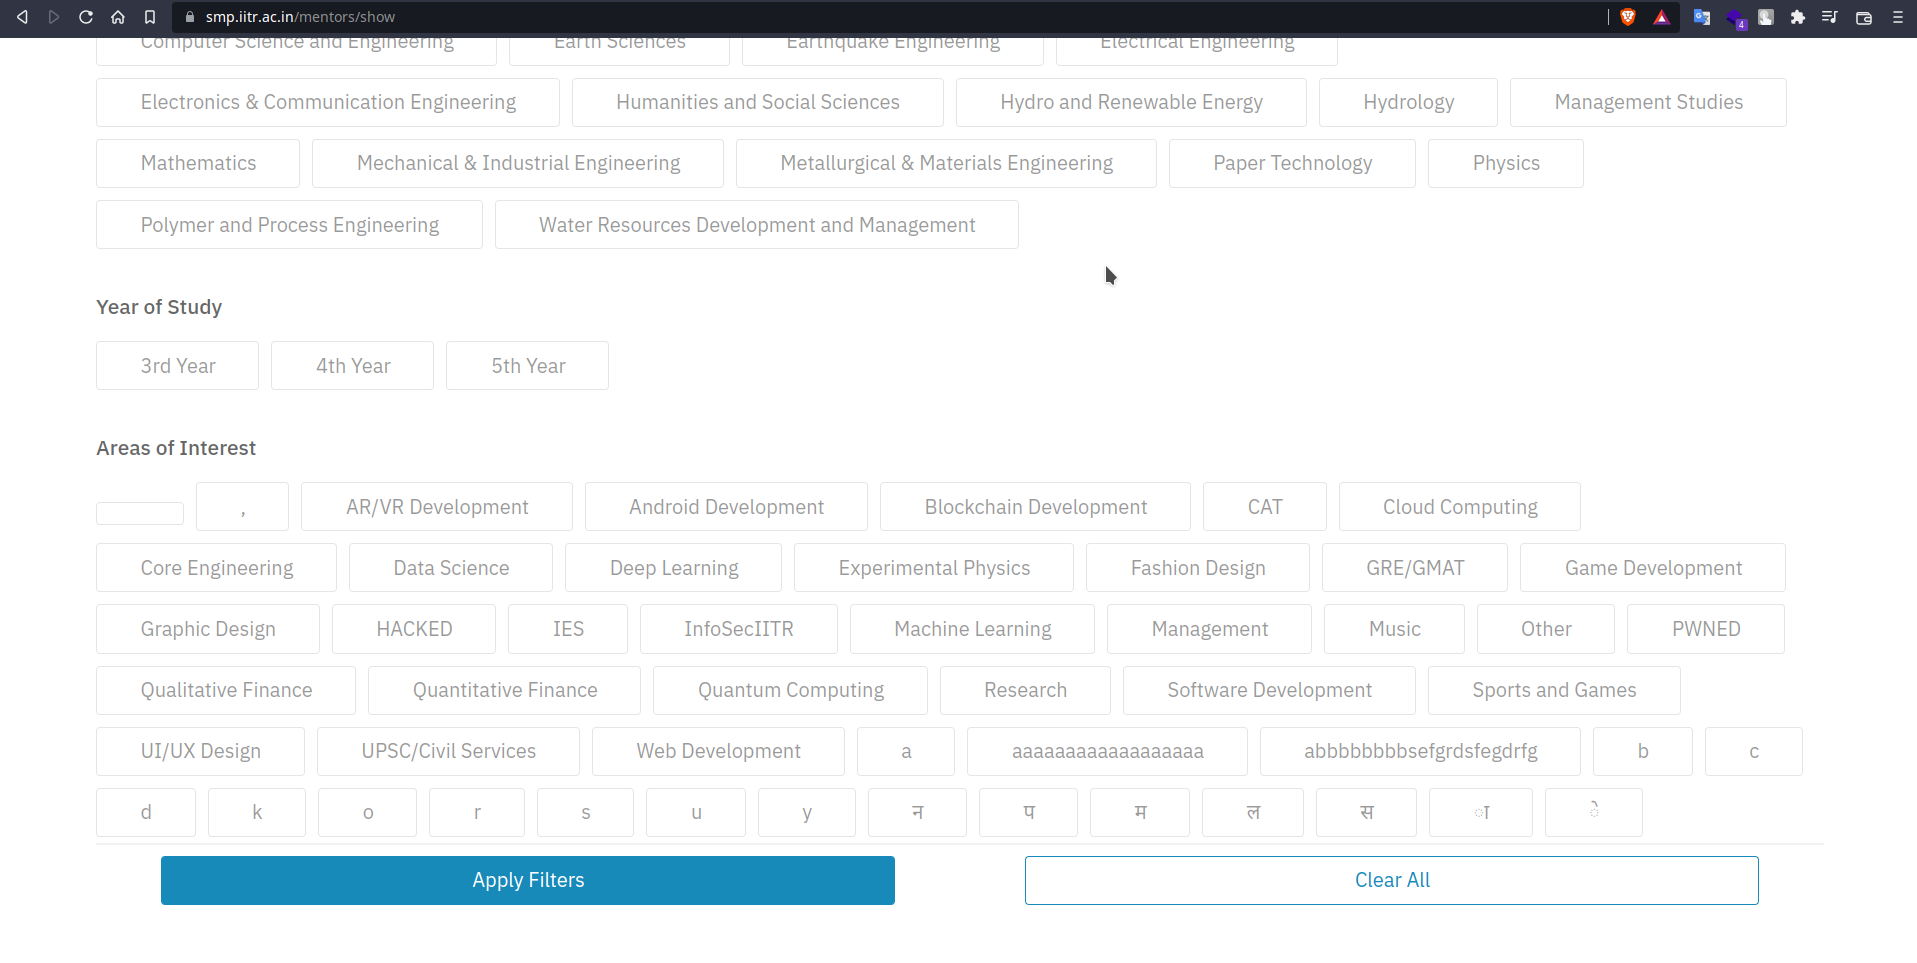 smp.iitr.ac.in/mentors/show
4
Computer Science and Engineering Earth Sciences Earthquake Engineering Electrical Engineering
Electronics & Communication Engineering Humanities and Social Sciences Hydro and Renewable Energy Hydrology Management Studies
Mathematics Mechanical & Industrial Engineering Metallurgical & Materials Engineering Paper Technology Physics
Polymer and Process Engineering Water Resources Development and Management
Year of Study
3rd Year 4th Year 5th Year
Areas of Interest
, AR/VR Development Android Development Blockchain Development CAT Cloud Computing
Core Engineering Data Science Deep Learning Experimental Physics Fashion Design GRE/GMAT Game Development
Graphic Design HACKED IES InfoSecIITR Machine Learning Management Music Other PWNED
Qualitative Finance Quantitative Finance Quantum Computing Research Software Development Sports and Games
UI/UX Design UPSC/Civil Services Web Development a aaaaaaaaaaaaaaaaaa abbbbbbbbsefgrdsfegdrfg b c
d k o r s u y न प म ल स ा े
Apply Filters Clear All